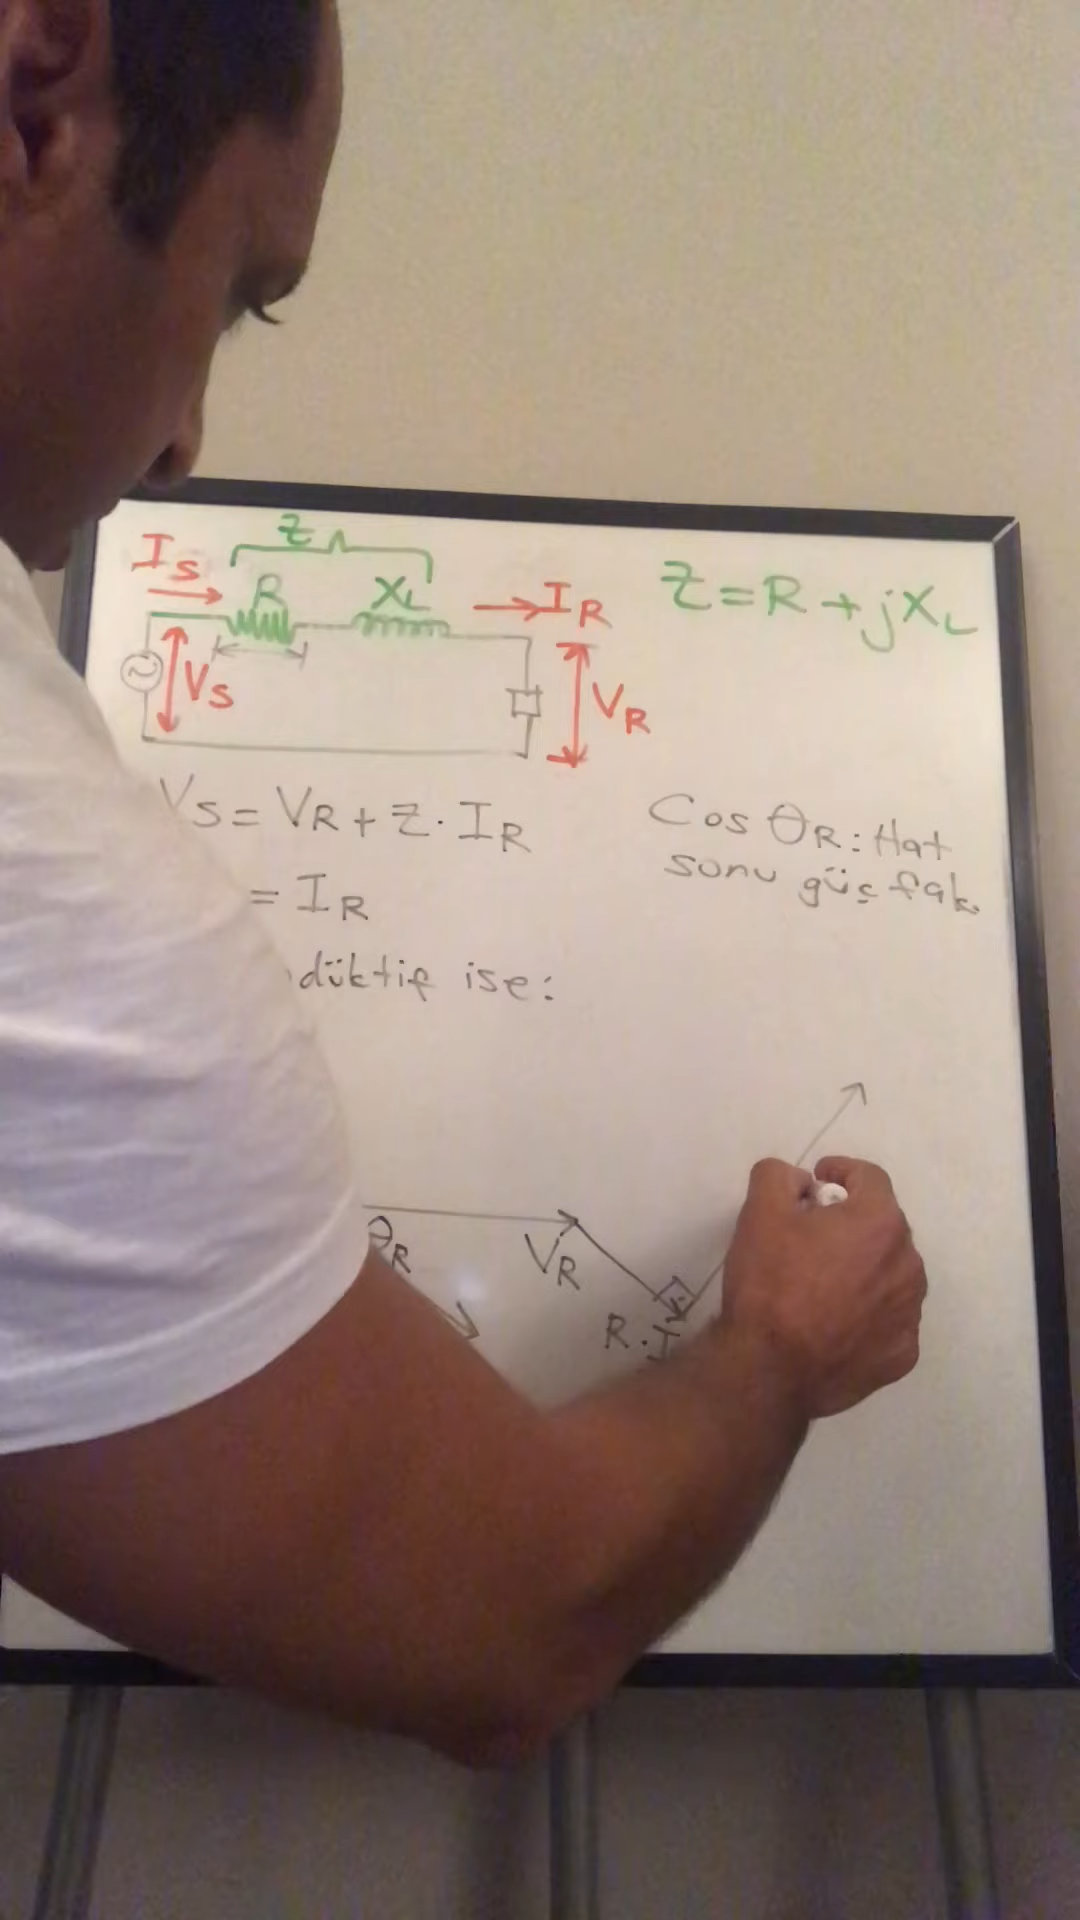 Z
Is
R
XL
IR
Z = R + jXL
Vs
VR
Vs = VR + Z . IR
Cos θR : Hat
sonu güç fak.
= IR
ndüktif ise:
θR
VR
R . I